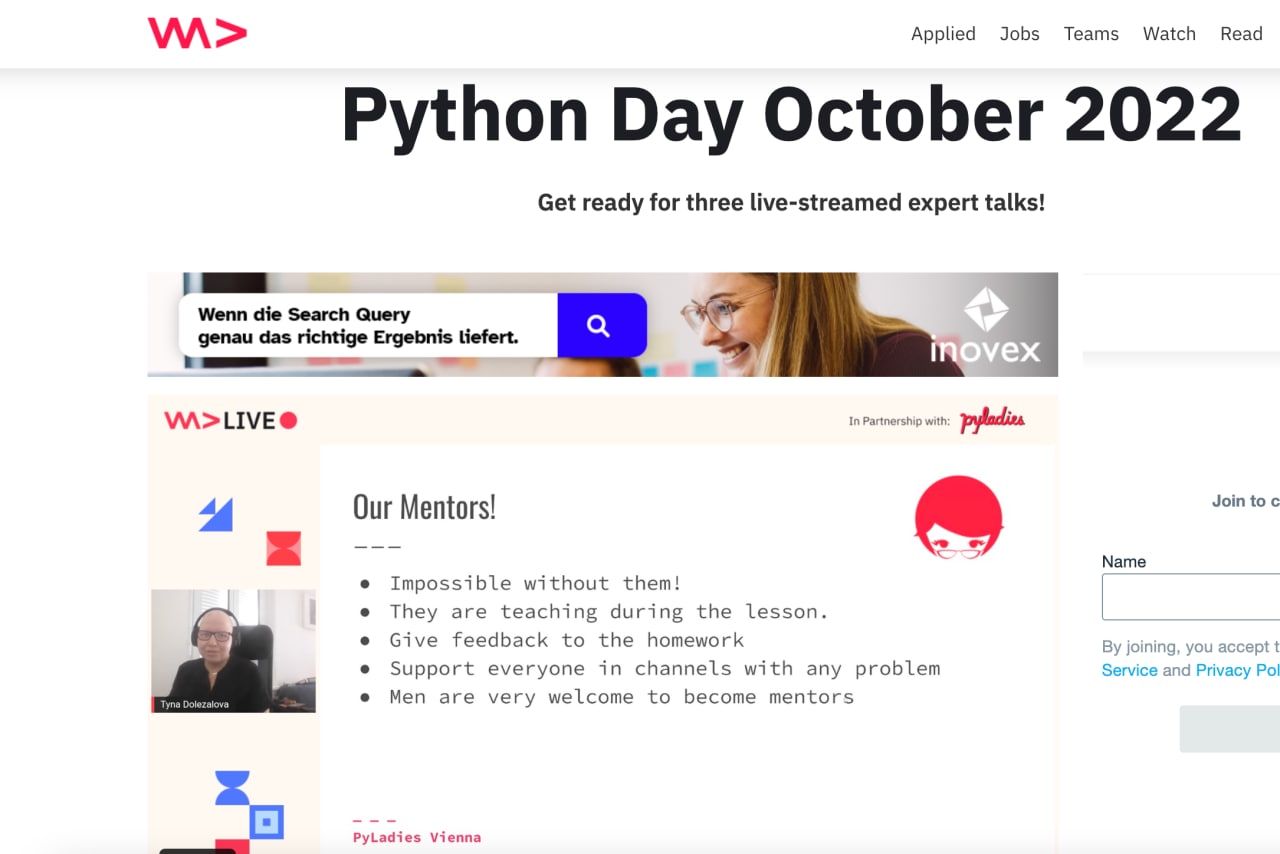 Applied Jobs Teams Watch Read
Python Day October 2022
Get ready for three live-streamed expert talks!
Wenn die Search Query
genau das richtige Ergebnis liefert.
inovex
LIVE
In Partnership with: pyladies
Our Mentors!
---
● Impossible without them!
● They are teaching during the lesson.
● Give feedback to the homework
● Support everyone in channels with any problem
● Men are very welcome to become mentors
Tyna Dolezalova
---
PyLadies Vienna
Join to c
Name
By joining, you accept t
Service and Privacy Pol